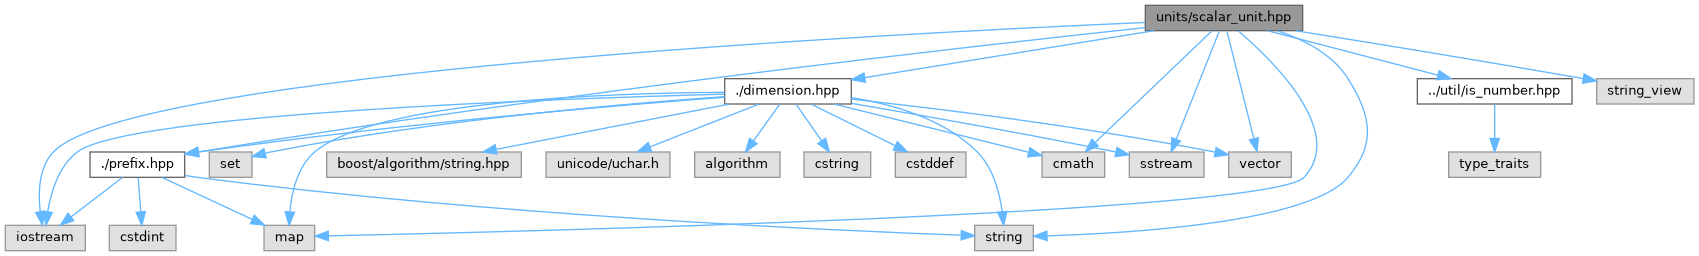 units/scalar_unit.hpp
./dimension.hpp
../util/is_number.hpp
string_view
./prefix.hpp
set
boost/algorithm/string.hpp
unicode/uchar.h
algorithm
cstring
cstddef
cmath
sstream
vector
type_traits
iostream
cstdint
map
string